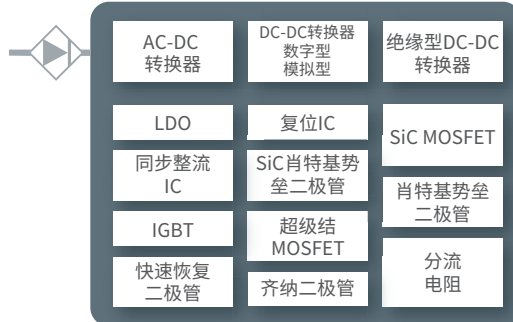 AC-DC
转换器
DC-DC转换器
数字型
模拟型
绝缘型DC-DC
转换器
LDO
复位IC
SiC MOSFET
同步整流
IC
SiC肖特基势
垒二极管
肖特基势垒
二极管
IGBT
超级结
MOSFET
分流
电阻
快速恢复
二极管
齐纳二极管